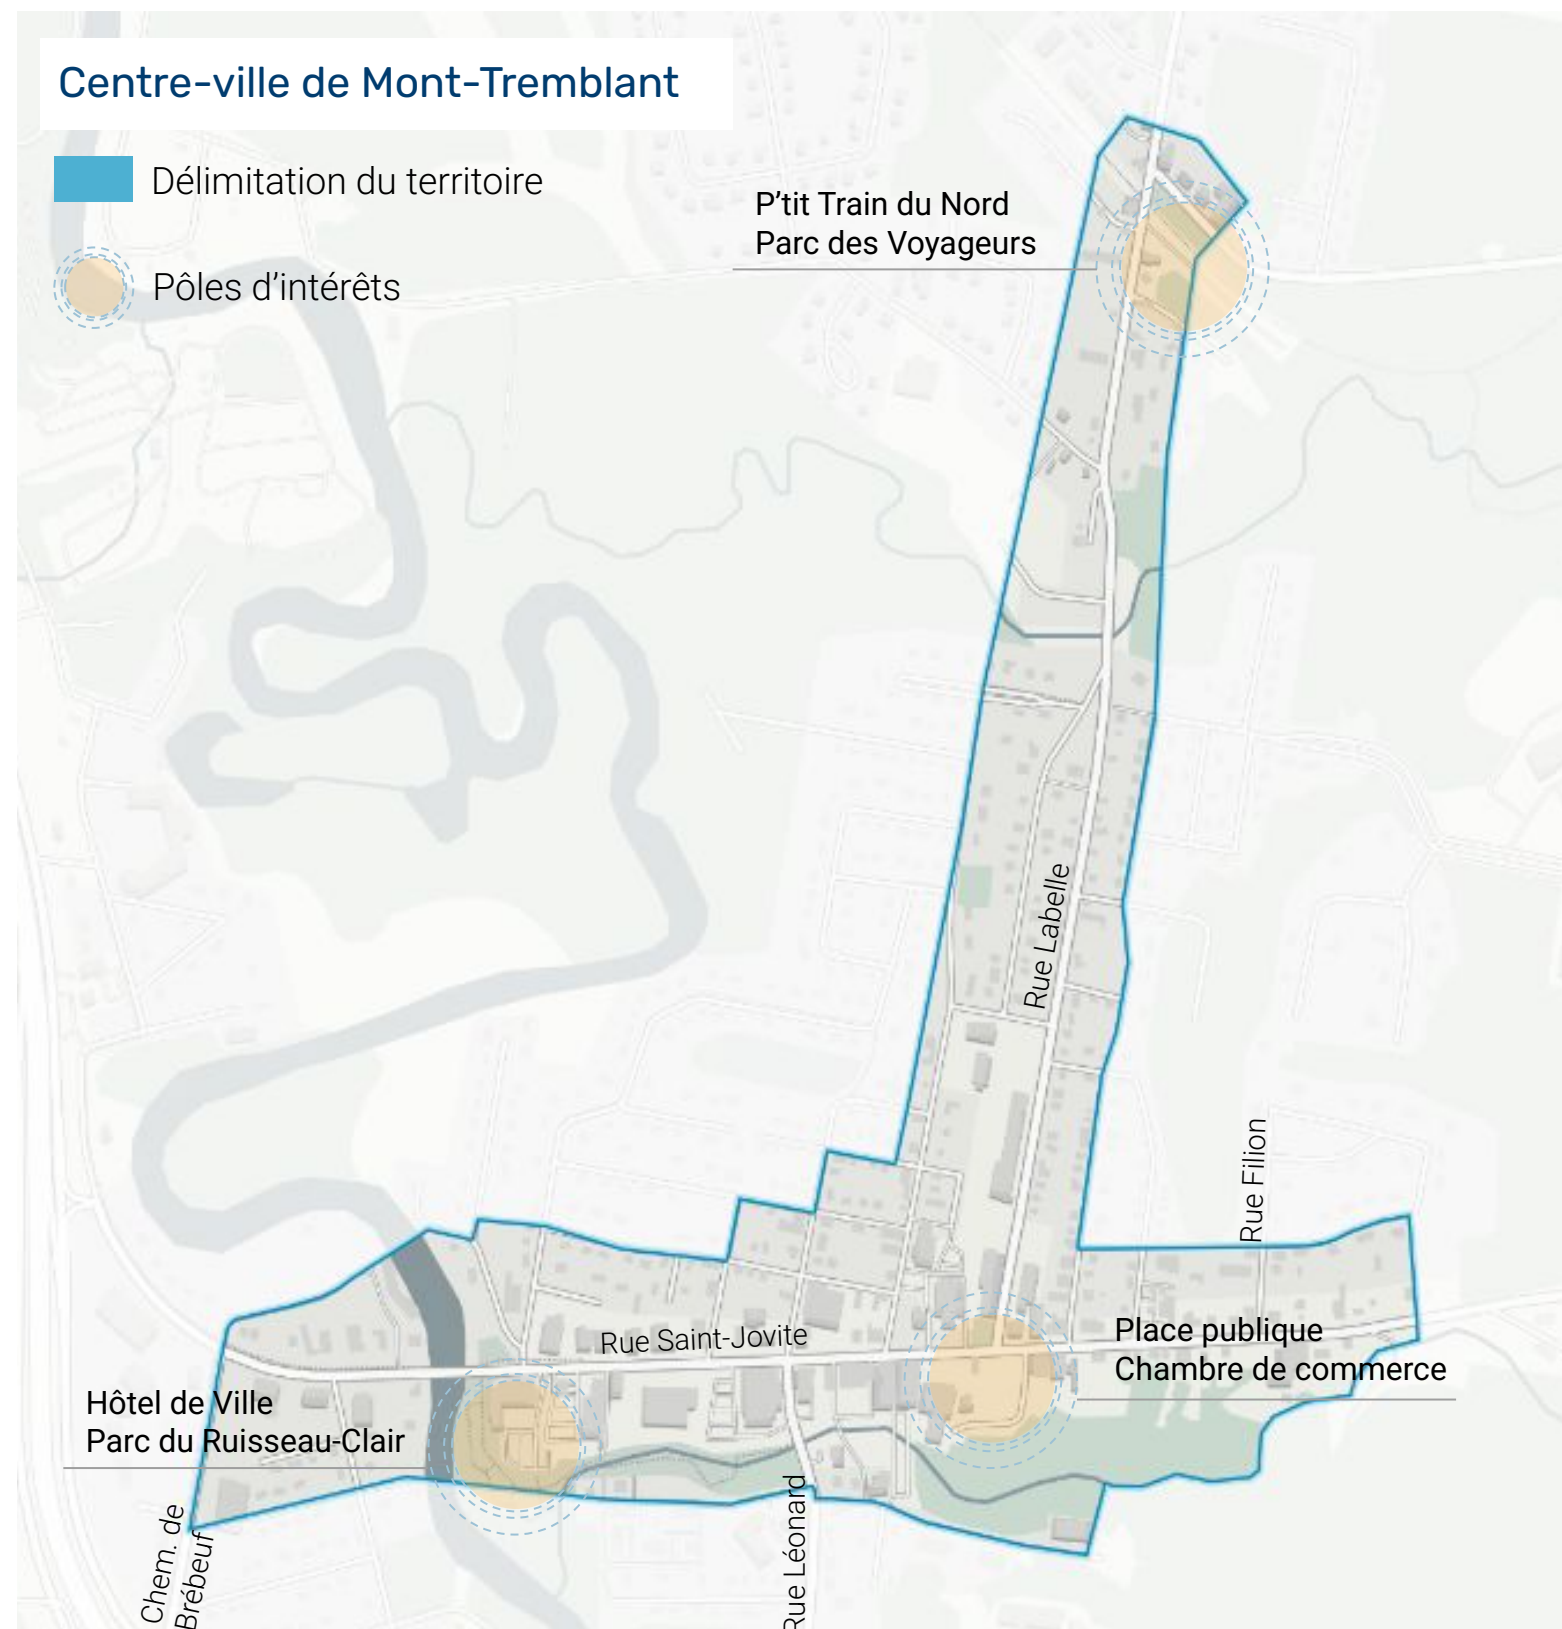 Centre-ville de Mont-Tremblant
Délimitation du territoire
Pôles d’intérêts
P’tit Train du Nord
Parc des Voyageurs
Rue Labelle
Rue Filion
Rue Saint-Jovite
Place publique
Chambre de commerce
Hôtel de Ville
Parc du Ruisseau-Clair
Chem. de
Brébeuf
Rue Léonard